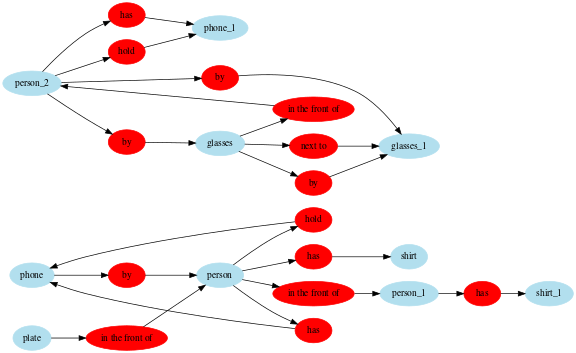 has
phone_1
hold
by
person_2
in the front of
by
glasses
next to
glasses_1
by
hold
has
shirt
phone
by
person
in the front of
person_1
has
shirt_1
has
plate
in the front of